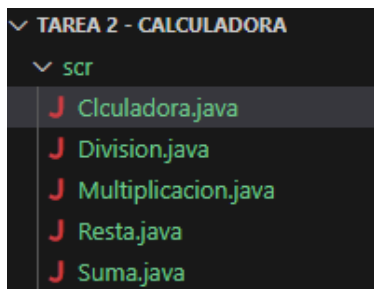 TAREA 2 - CALCULADORA
scr
J Clculadora.java
J Division.java
J Multiplicacion.java
J Resta.java
J Suma.java